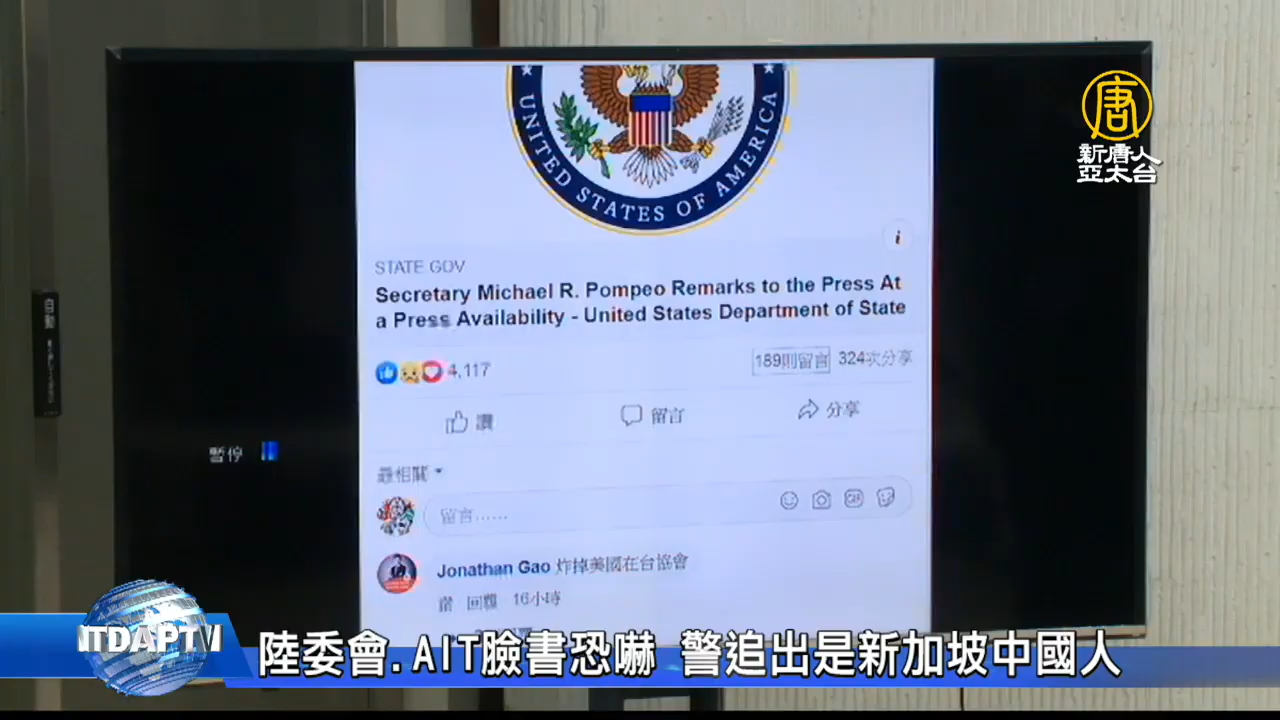 UNITED STATES OF AMERICA
唐
新唐人
亞太台
STATE GOV
Secretary Michael R. Pompeo Remarks to the Press At
a Press Availability - United States Department of State
4,117
189則留言 324次分享
讚 留言 分享
暫停
最相關
留言......
GIF
Jonathan Gao 炸掉美國在台協會
讚 回覆 16小時
自動
NTDAPTV
陸委會.AIT臉書恐嚇 警追出是新加坡中國人